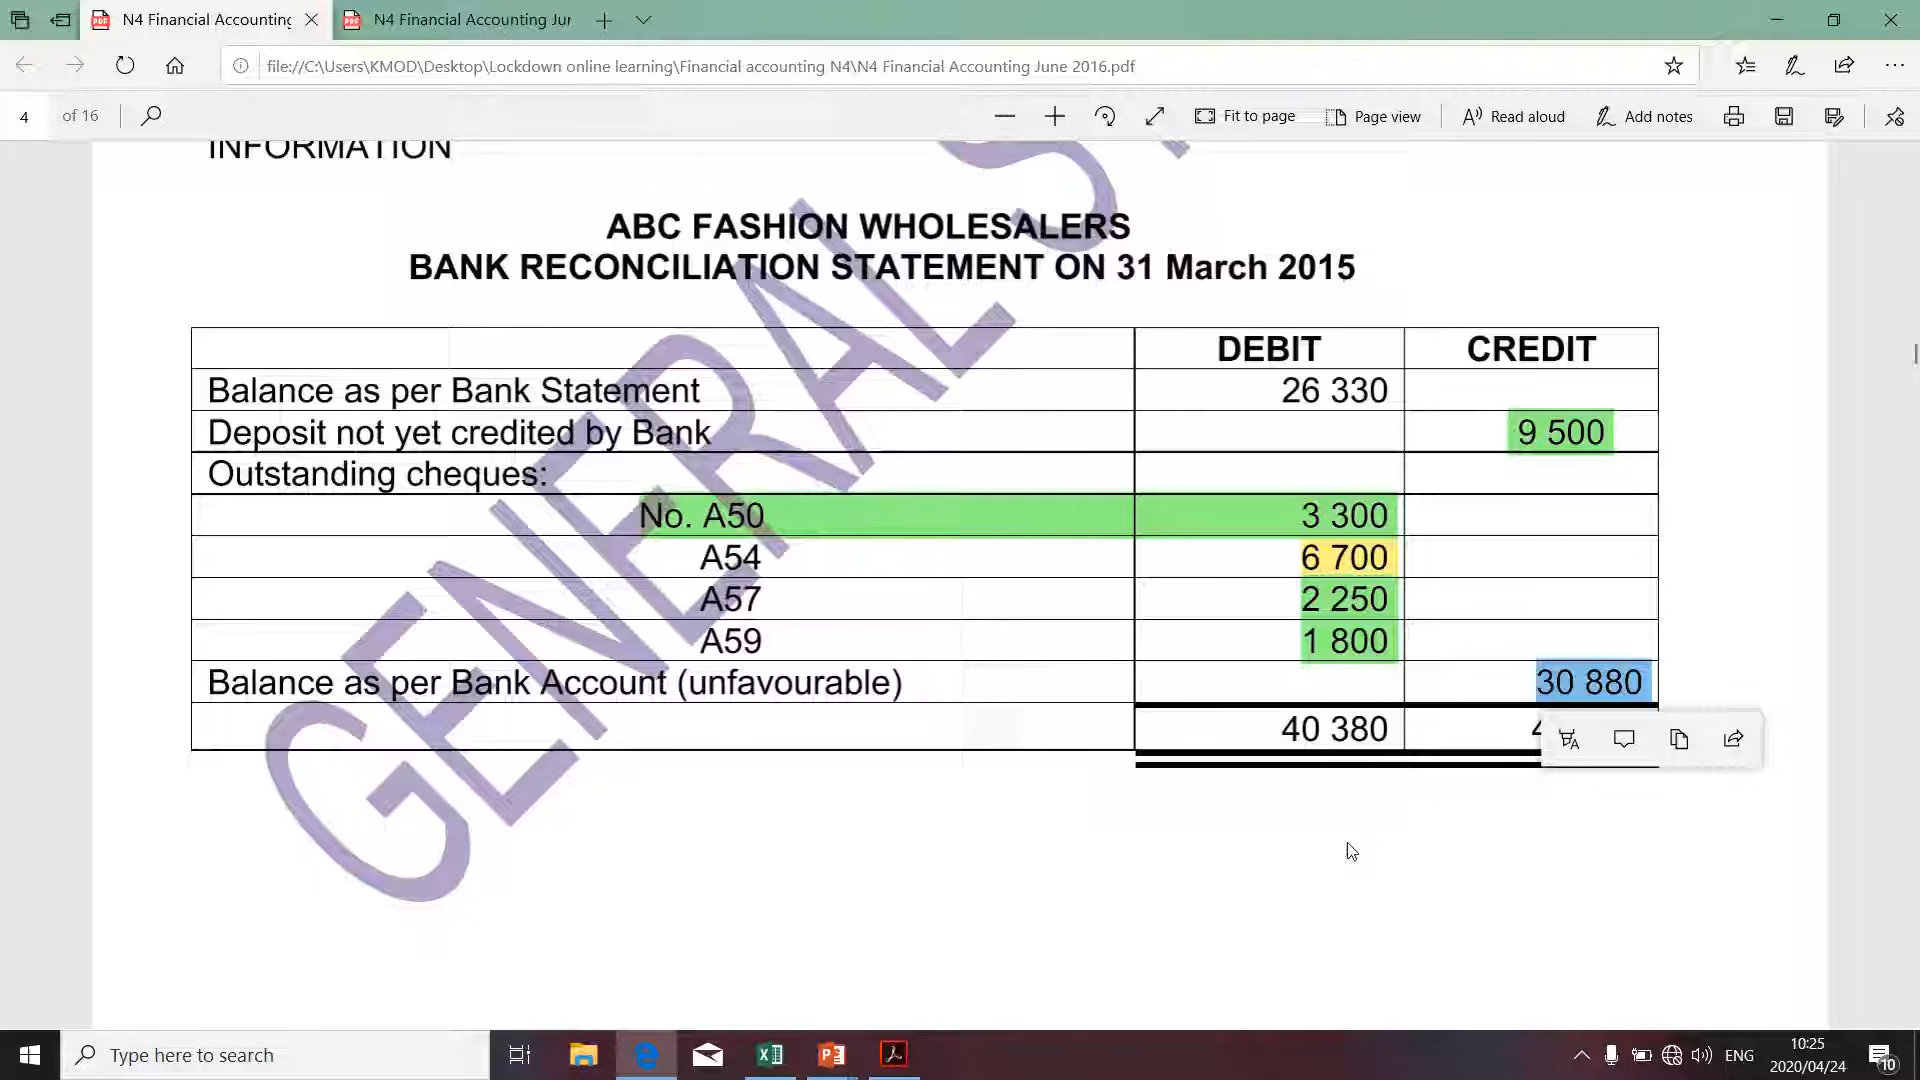 N4 Financial Accounting
N4 Financial Accounting Jur
file://C:\Users\KMOD\Desktop\Lockdown online learning\Financial accounting N4\N4 Financial Accounting June 2016.pdf
4 of 16
Fit to page
Page view
Read aloud
Add notes
INFORMATION
ABC FASHION WHOLESALERS
BANK RECONCILIATION STATEMENT ON 31 March 2015
DEBIT CREDIT
Balance as per Bank Statement 26 330
Deposit not yet credited by Bank 9 500
Outstanding cheques:
No. A50 3 300
A54 6 700
A57 2 250
A59 1 800
Balance as per Bank Account (unfavourable) 30 880
40 380 4
GENERAL S
Type here to search
ENG
10:25
2020/04/24
10